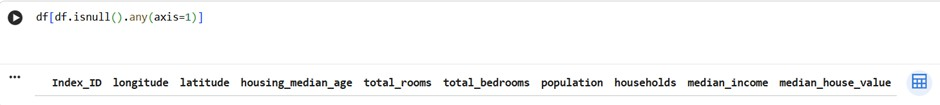 df[df.isnull().any(axis=1)]
... Index_ID longitude latitude housing_median_age total_rooms total_bedrooms population households median_income median_house_value